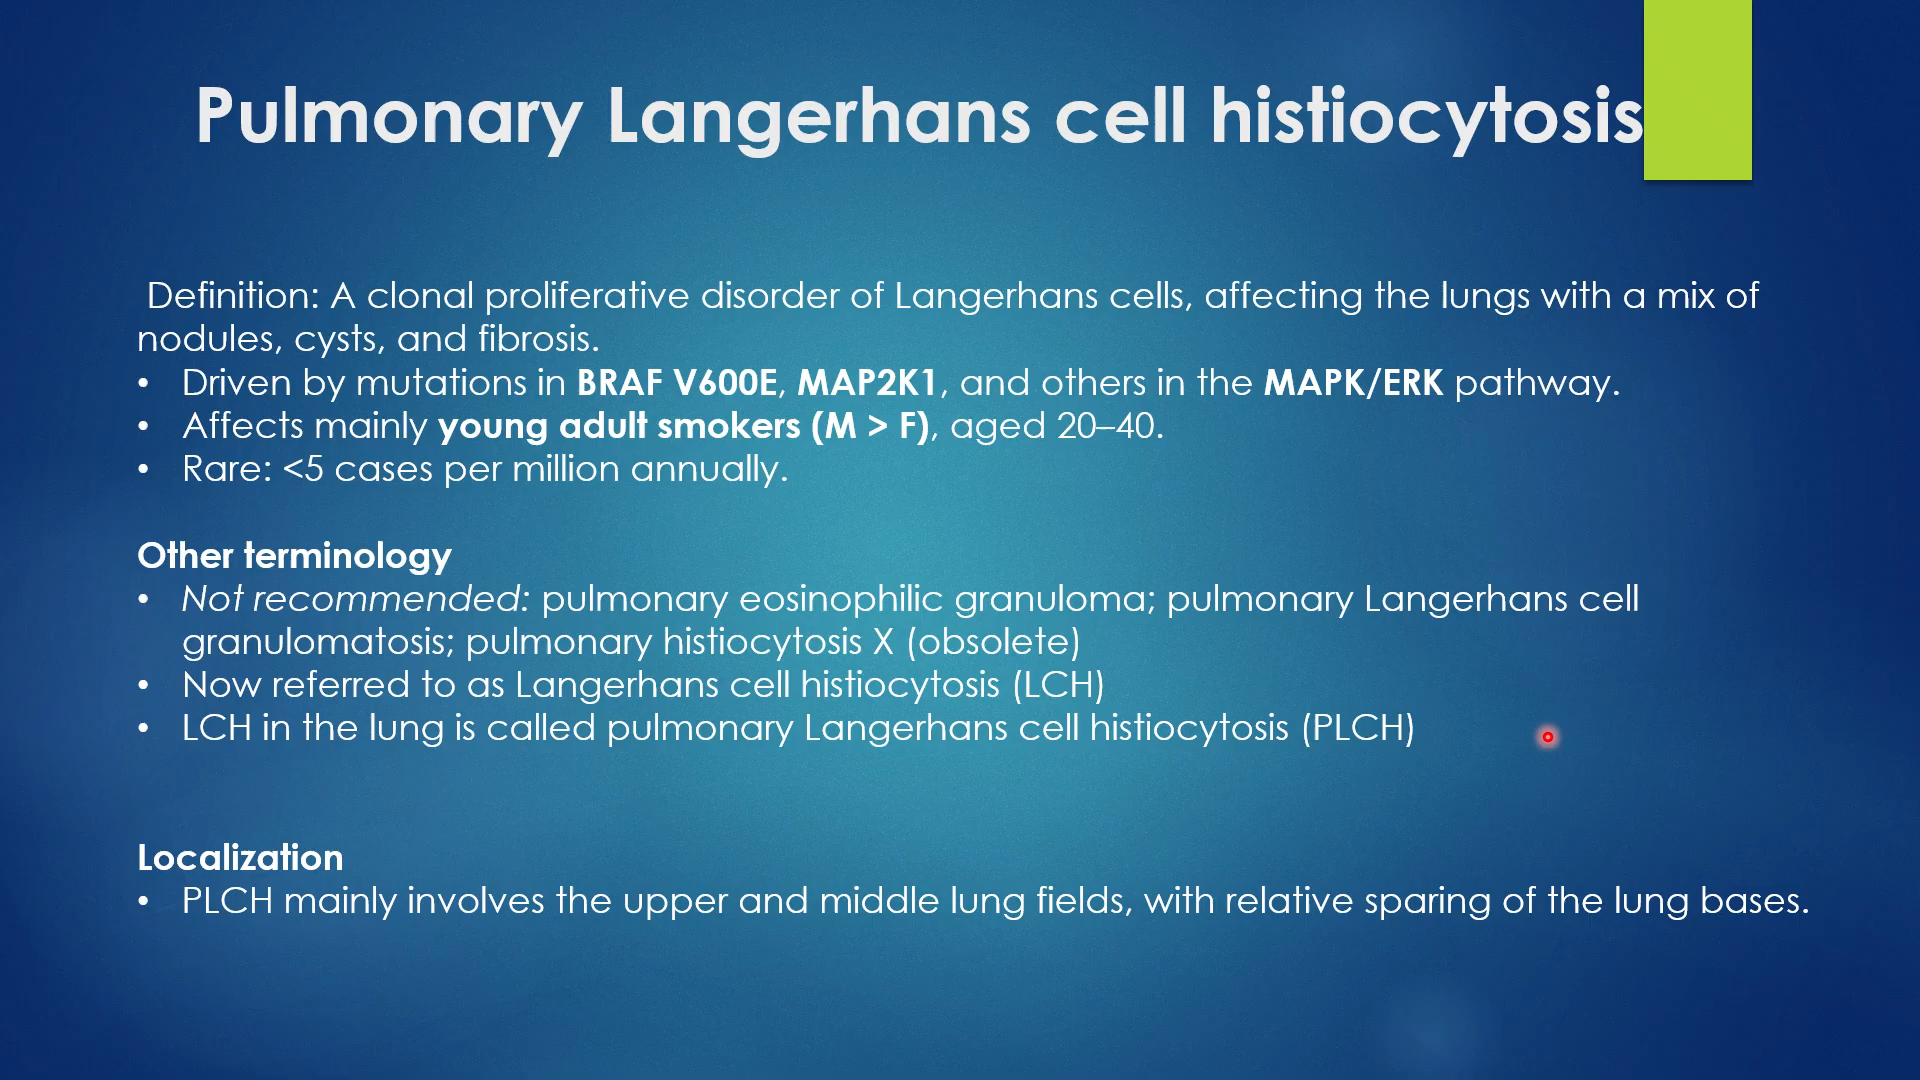 Pulmonary Langerhans cell histiocytosis
Definition: A clonal proliferative disorder of Langerhans cells, affecting the lungs with a mix of
nodules, cysts, and fibrosis.
• Driven by mutations in BRAF V600E, MAP2K1, and others in the MAPK/ERK pathway.
• Affects mainly young adult smokers (M > F), aged 20–40.
• Rare: <5 cases per million annually.
Other terminology
• Not recommended: pulmonary eosinophilic granuloma; pulmonary Langerhans cell
granulomatosis; pulmonary histiocytosis X (obsolete)
• Now referred to as Langerhans cell histiocytosis (LCH)
• LCH in the lung is called pulmonary Langerhans cell histiocytosis (PLCH)
Localization
• PLCH mainly involves the upper and middle lung fields, with relative sparing of the lung bases.